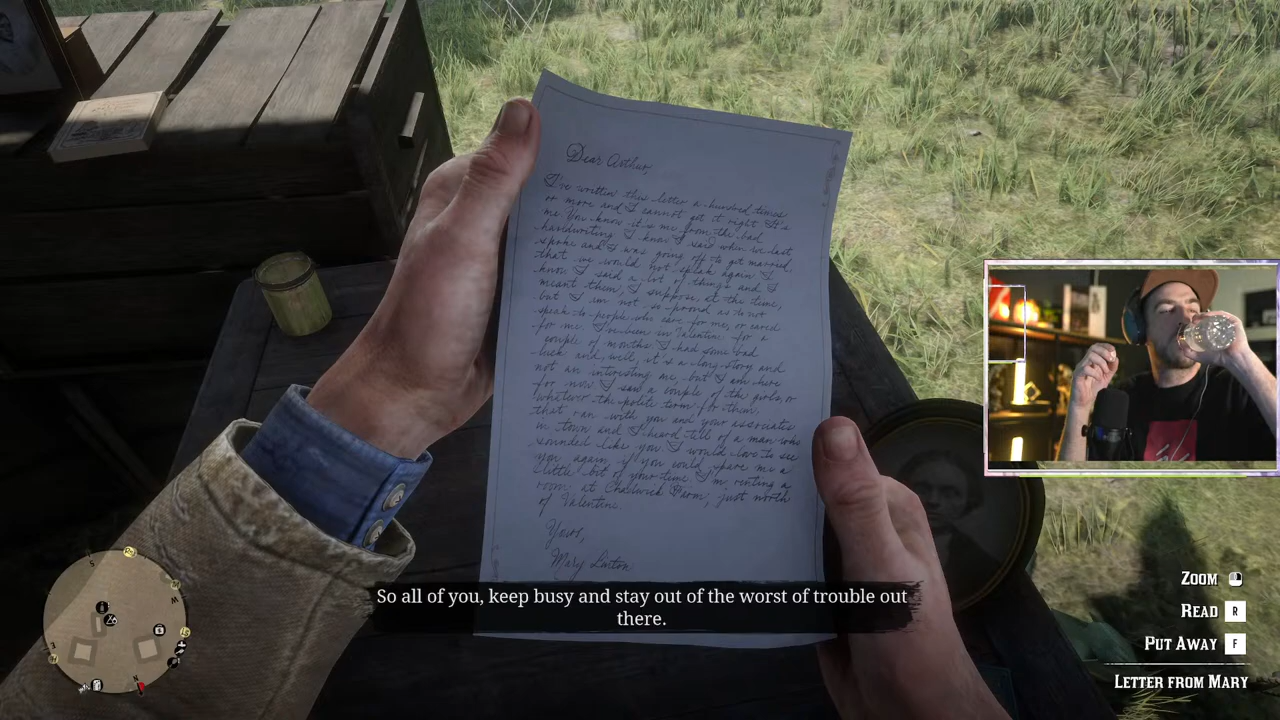 Dear Arthur,
I've written this letter a hundred times
or more and I cannot get it right. It's
me. You know it is me from the bad
handwriting. I know I said when we last
spoke and I was going off to get married,
that we would not speak again. I
know I said a lot of things and I
meant them, I suppose, at the time,
but I am not so proud as to not
speak to people who care for me, or cared
for me. I've been in Valentine for a
couple of months. I had some bad
luck and, well, it's a long story and
not an interesting one, but I am here
for now. I saw a couple of the girls, or
whatever the polite term for them,
that ran with you and your associates
in town and I heard tell of a man who
sounded like you. I would love to see
you again if you could spare me a
little bit of your time. I'm renting a
room at Chadwick Farm, just north
of Valentine.
Yours,
Mary Linton
So all of you, keep busy and stay out of the worst of trouble out
there.
ZOOM
READ R
PUT AWAY F
LETTER FROM MARY